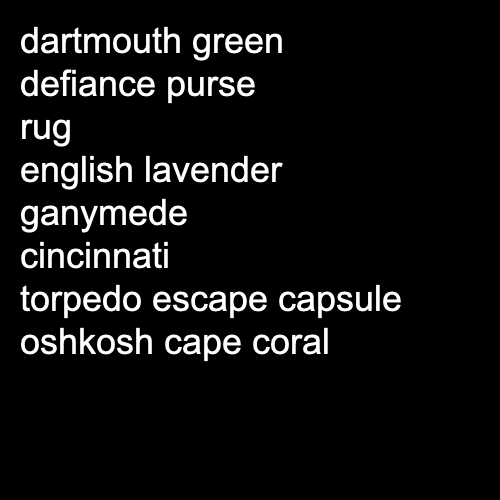 dartmouth green
defiance purse
rug
english lavender
ganymede
cincinnati
torpedo escape capsule
oshkosh cape coral